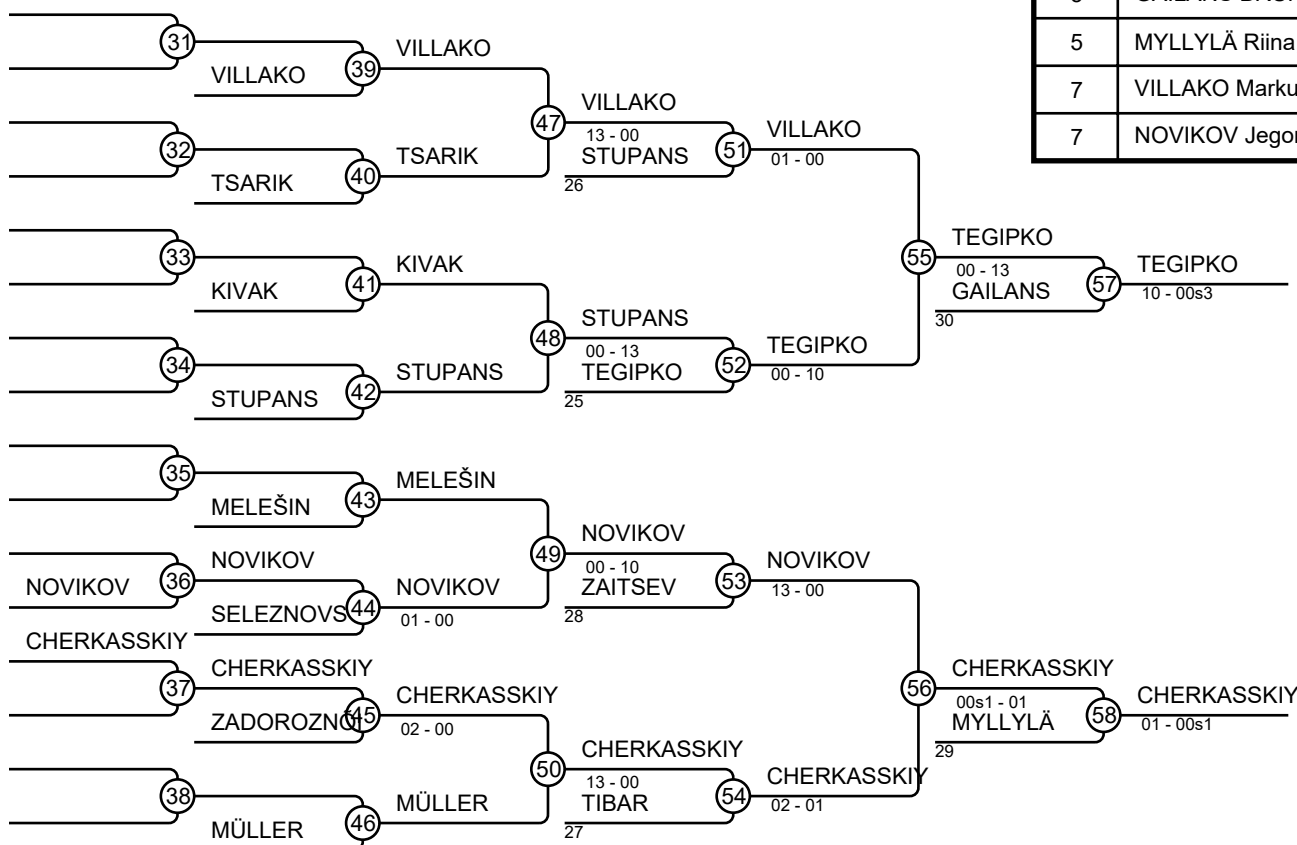 5 MYLLYLÄ Riina
7 VILLAKO Marku
7 NOVIKOV Jegor
31
VILLAKO
39
VILLAKO
32
TSARIK
40
TSARIK
47
VILLAKO
13 - 00
STUPANS
26
51
VILLAKO
01 - 00
33
KIVAK
41
KIVAK
34
STUPANS
42
STUPANS
48
STUPANS
00 - 13
TEGIPKO
25
52
TEGIPKO
00 - 10
55
TEGIPKO
00 - 13
GAILANS
30
57
TEGIPKO
10 - 00s3
35
MELEŠIN
43
MELEŠIN
NOVIKOV
36
NOVIKOV
SELEZNOVS
44
NOVIKOV
01 - 00
49
NOVIKOV
00 - 10
ZAITSEV
28
53
NOVIKOV
13 - 00
CHERKASSKIY
37
CHERKASSKIY
45
CHERKASSKIY
02 - 00
38
MÜLLER
46
MÜLLER
50
CHERKASSKIY
13 - 00
TIBAR
27
54
CHERKASSKIY
02 - 01
56
CHERKASSKIY
00s1 - 01
MYLLYLÄ
29
58
CHERKASSKIY
01 - 00s1